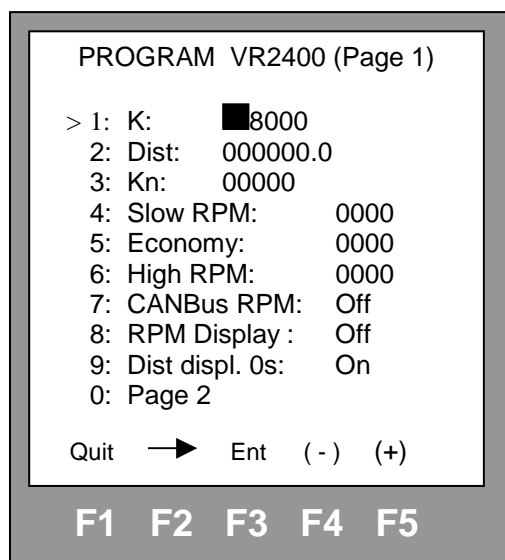 PROGRAM VR2400 (Page 1)
> 1: K: 8000
2: Dist: 000000.0
3: Kn: 00000
4: Slow RPM: 0000
5: Economy: 0000
6: High RPM: 0000
7: CANBus RPM: Off
8: RPM Display : Off
9: Dist displ. 0s: On
0: Page 2
Quit → Ent ( - ) (+)
F1 F2 F3 F4 F5